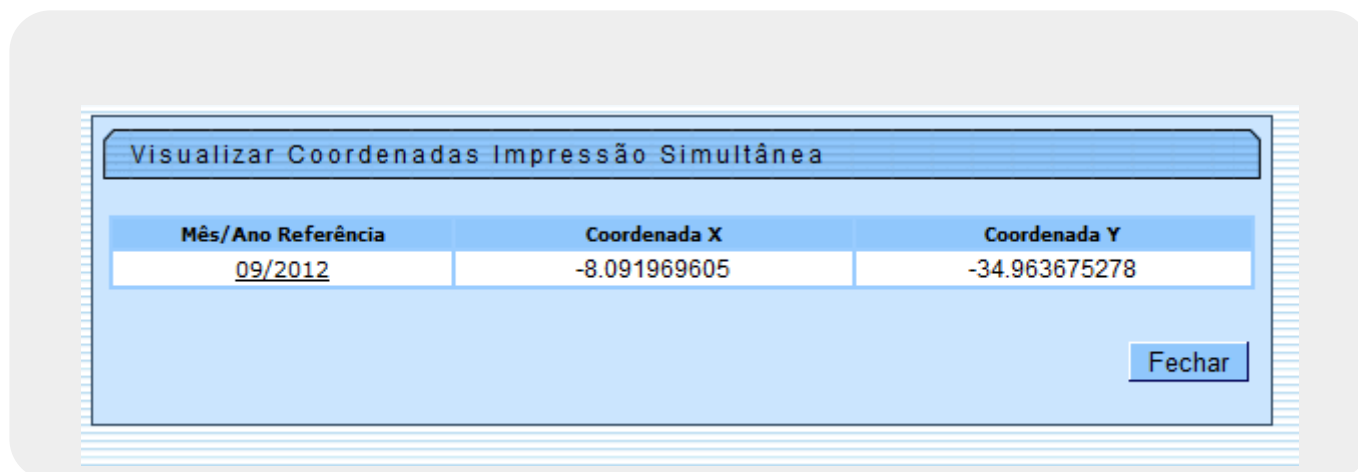 Visualizar Coordenadas Impressão Simultânea
Mês/Ano Referência Coordenada X Coordenada Y
09/2012 -8.091969605 -34.963675278
Fechar